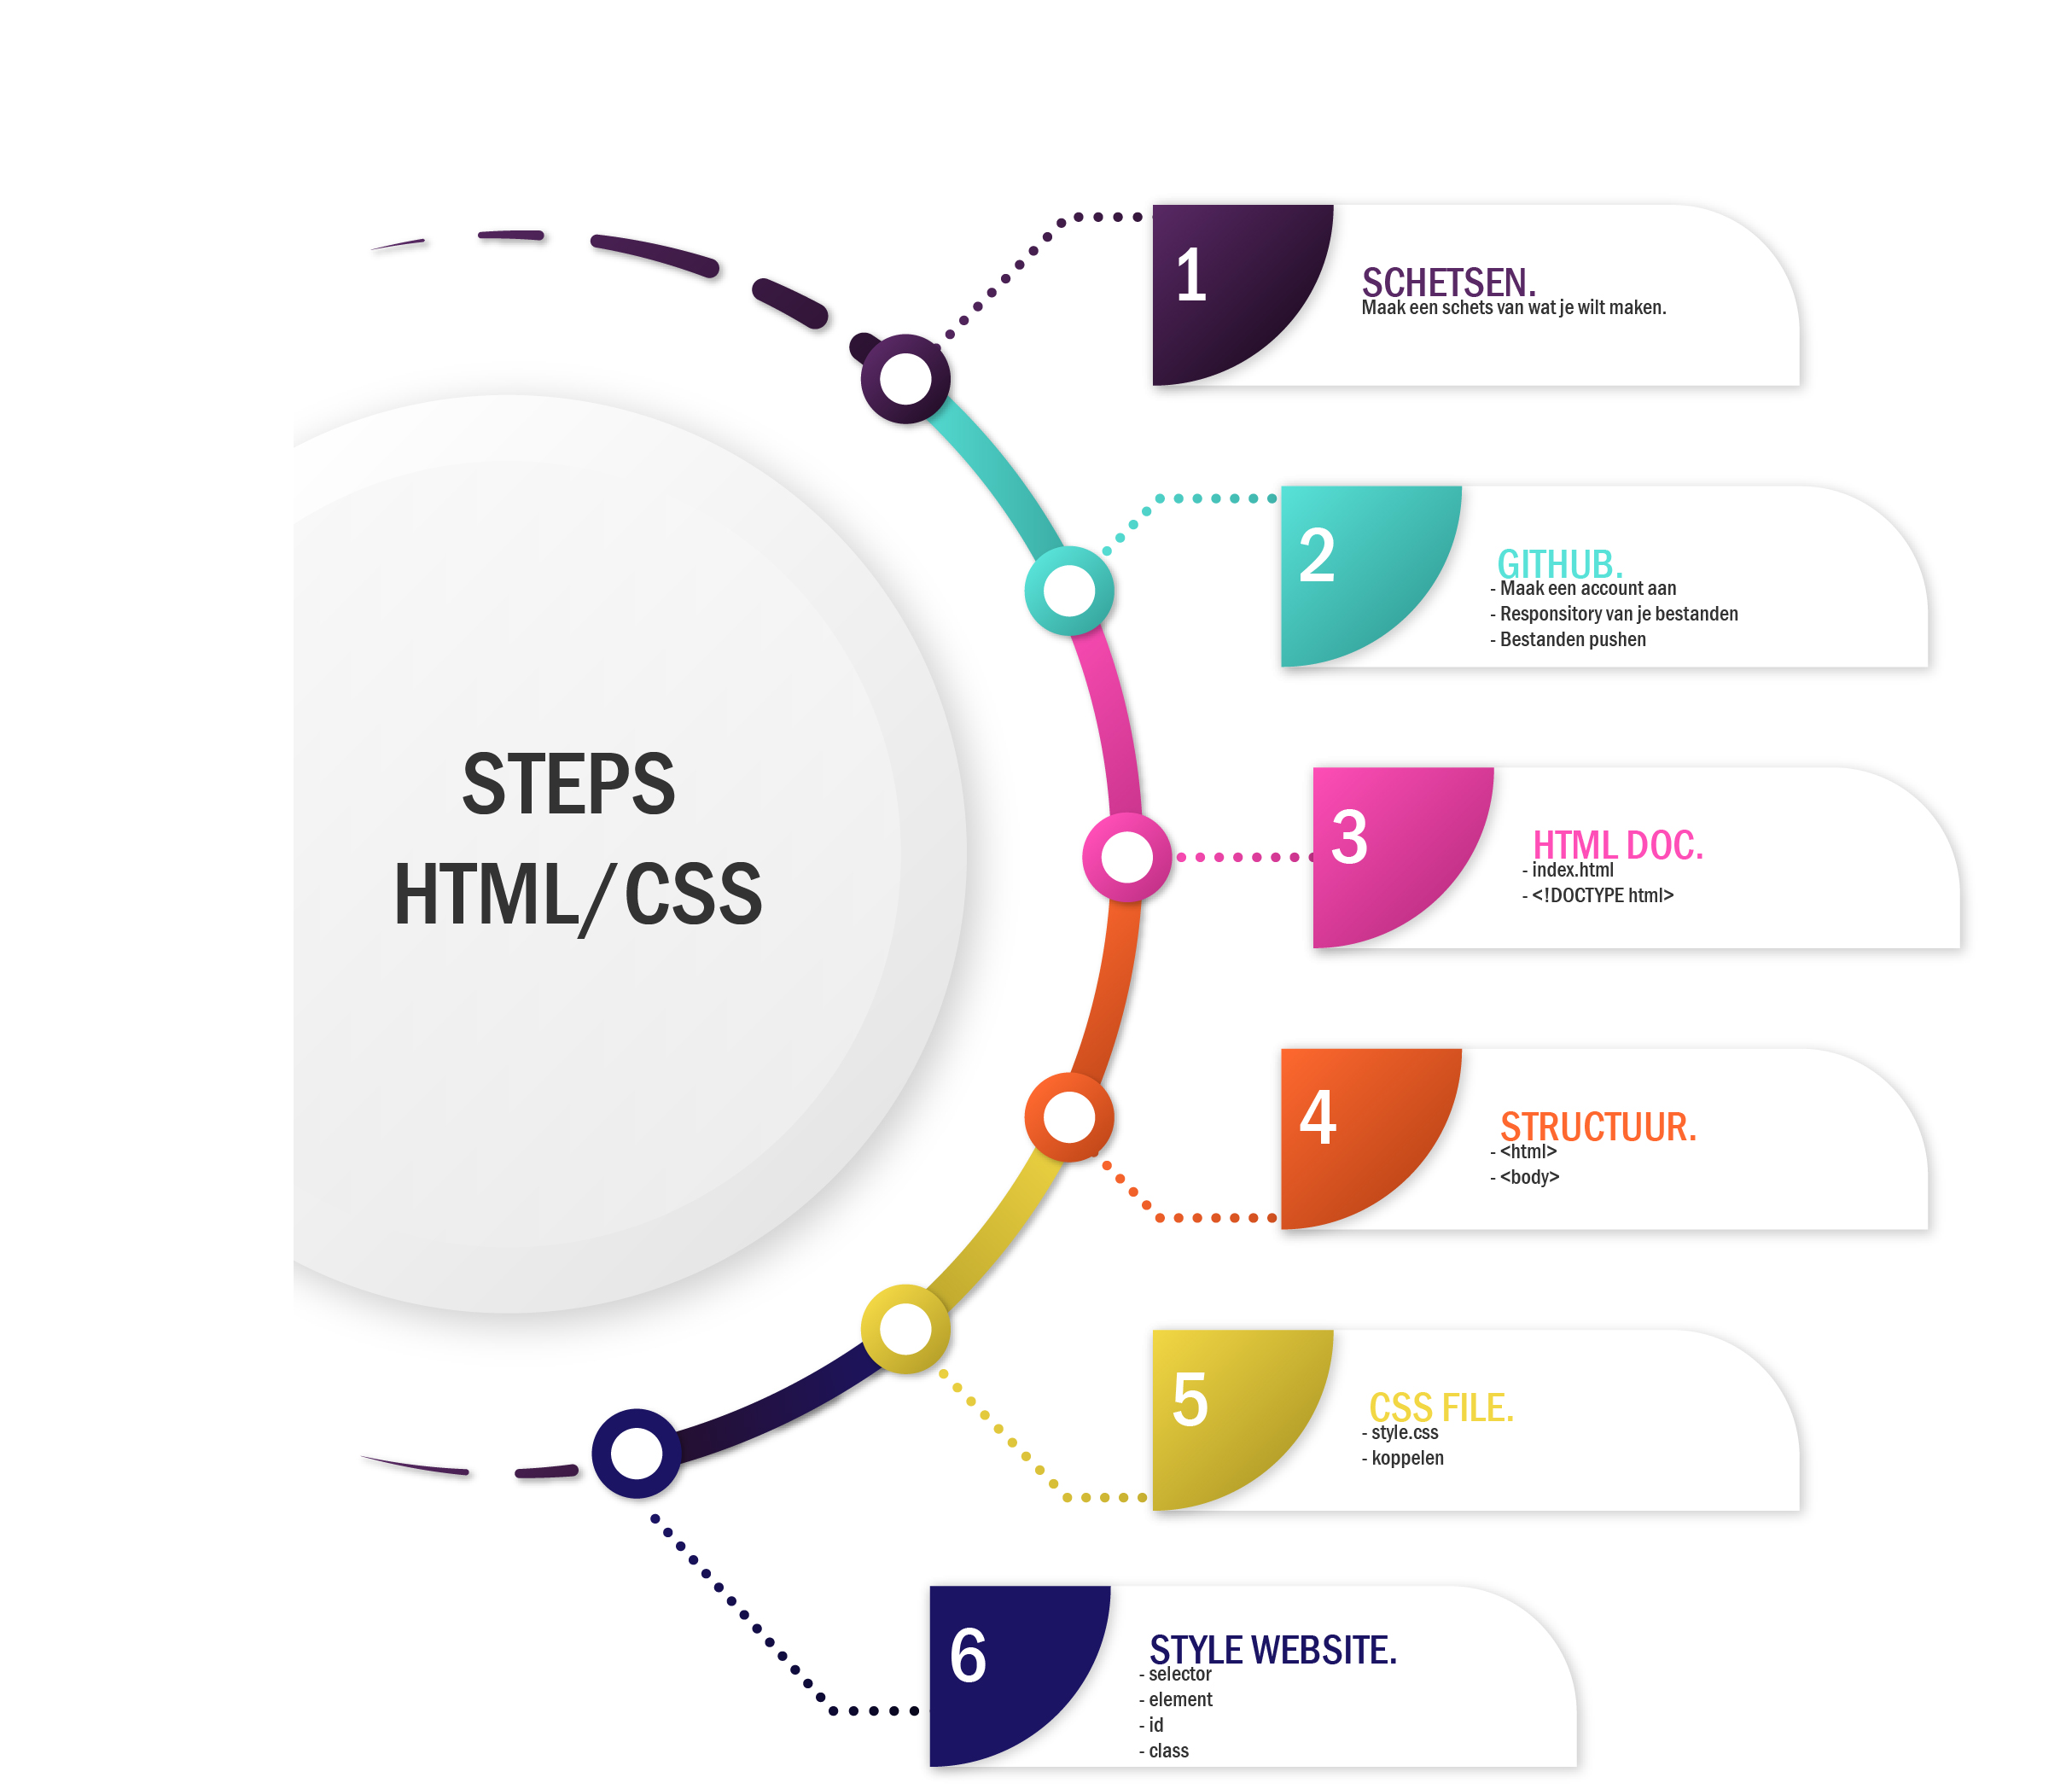 STEPS
HTML/CSS
1
SCHETSEN.
Maak een schets van wat je wilt maken.
2
GITHUB.
- Maak een account aan
- Responsitory van je bestanden
- Bestanden pushen
3
HTML DOC.
- index.html
- <!DOCTYPE html>
4
STRUCTUUR.
- <html>
- <body>
5
CSS FILE.
- style.css
- koppelen
6
STYLE WEBSITE.
- selector
- element
- id
- class